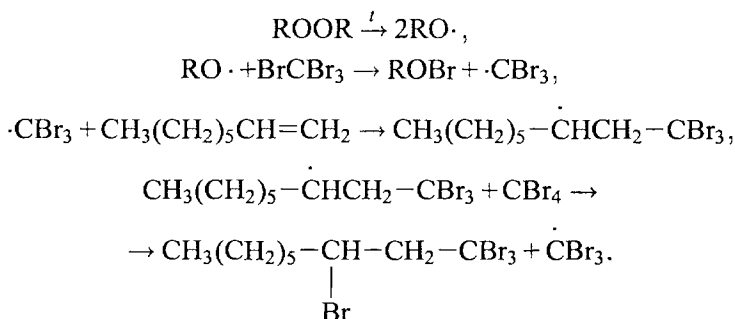 ROOR $\xrightarrow{t}$ 2RO·,
RO · +BrCBr₃ → ROBr + ·CBr₃,
·CBr₃ + CH₃(CH₂)₅CH=CH₂ → CH₃(CH₂)₅−ĊHCH₂−CBr₃,
CH₃(CH₂)₅−ĊHCH₂−CBr₃ + CBr₄ →
→ CH₃(CH₂)₅−CH−CH₂−CBr₃ + ĊBr₃.
|
Br